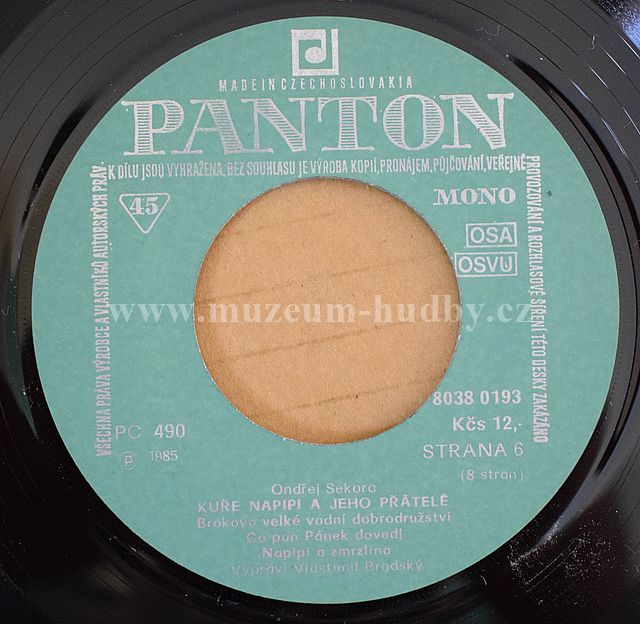 MADE IN CZECHOSLOVAKIA
PANTON
VŠECHNA PRÁVA VÝROBCE A VLASTNÍKŮ AUTORSKÝCH PRÁV K DÍLU JSOU VYHRAŽENA, BEZ SOUHLASU JE VÝROBA KOPIÍ, PRONÁJEM, PŮJČOVÁNÍ, VEŘEJNÉ PROVOZOVÁNÍ A ROZHLASOVÉ ŠÍŘENÍ TÉTO DESKY ZAKÁZÁNO
45
MONO
OSA
OSVU
www.muzeum-hudby.cz
8038 0193
Kčs 12,-
PC 490
STRANA 6
Ⓟ 1985
(8 stran)
Ondřej Sekora
KUŘE NAPIPI A JEHO PŘÁTELÉ
Brokovo velké vodní dobrodružství
Co pan Pánek dovedl
Napipi a zmrzlina
Vypráví Vlastimil Brodský